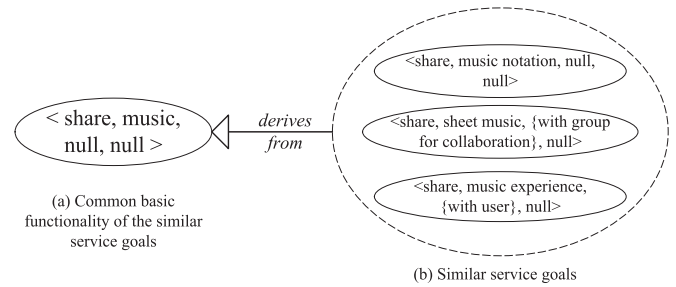 < share, music,
null, null >
(a) Common basic
functionality of the similar
service goals
derives
from
<share, music notation, null,
null>
<share, sheet music, {with group
for collaboration}, null>
<share, music experience,
{with user}, null>
(b) Similar service goals